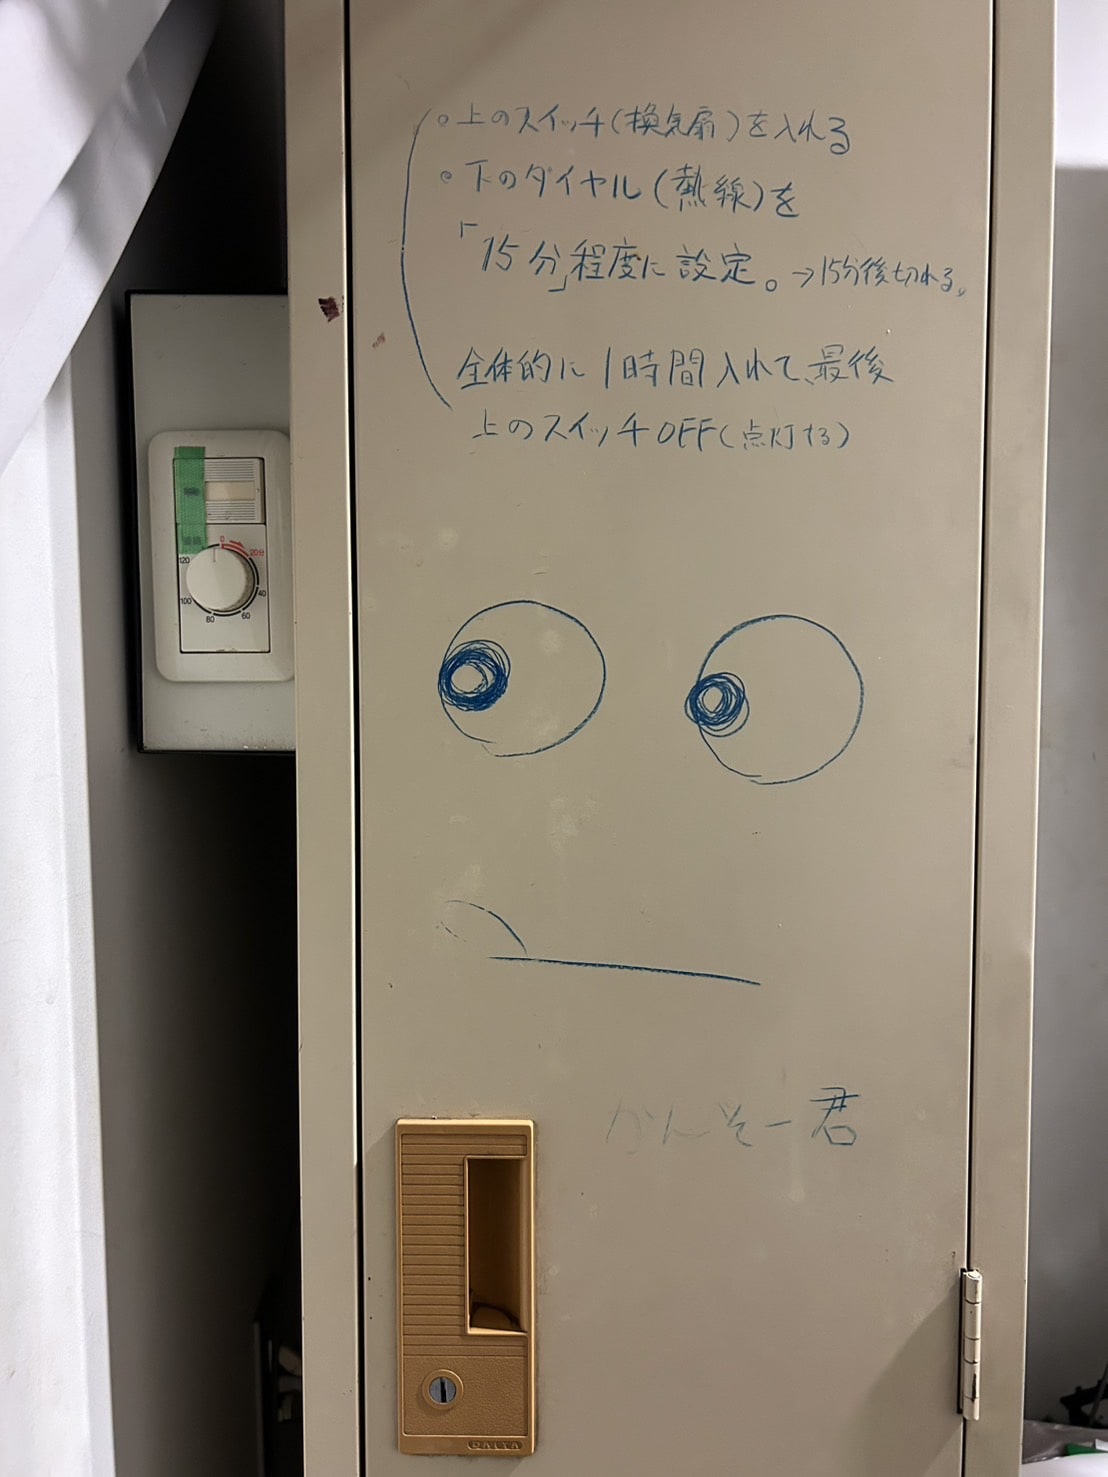 ○上のスイッチ(換気扇)を入れる
○下のダイヤル(熱線)を
「15分」程度に設定。→15分後切れる。
全体的に1時間入れて、最後
上のスイッチOFF(点灯する)
0
20分
120
40
100
60
80
かんそー君
DAIYA